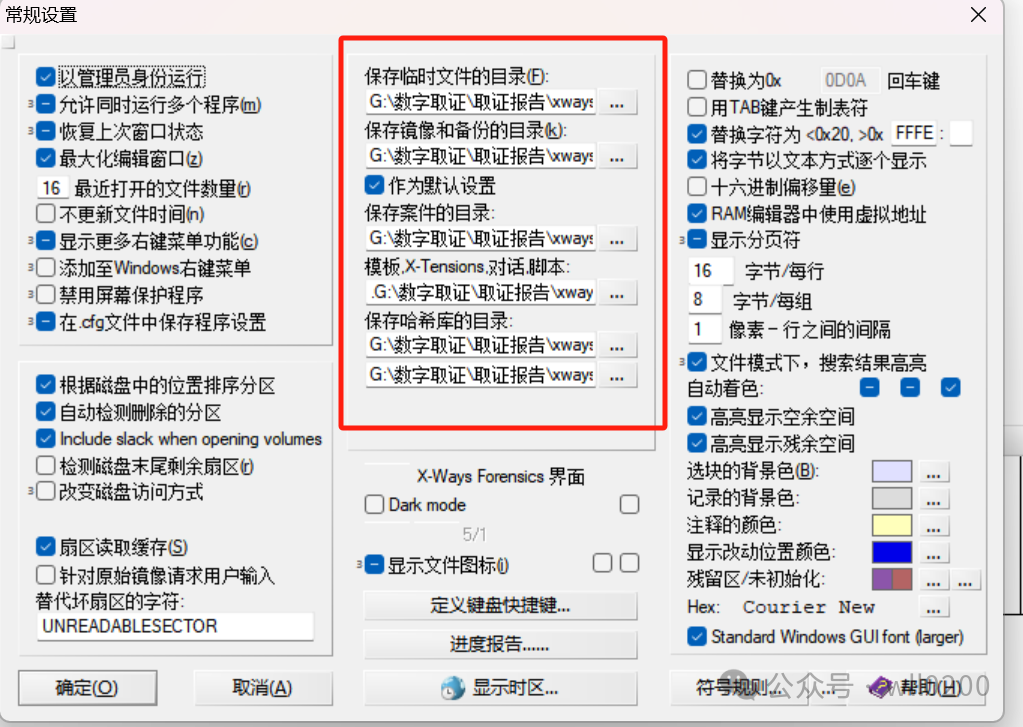 常规设置
以管理员身份运行
允许同时运行多个程序(m)
恢复上次窗口状态
最大化编辑窗口(z)
16 最近打开的文件数量(r)
不更新文件时间(n)
显示更多右键菜单功能(c)
添加至Windows右键菜单
禁用屏幕保护程序
在.cfg文件中保存程序设置
根据磁盘中的位置排序分区
自动检测删除的分区
Include slack when opening volumes
检测磁盘末尾剩余扇区(r)
改变磁盘访问方式
扇区读取缓存(S)
针对原始镜像请求用户输入
替代坏扇区的字符:
UNREADABLESECTOR
确定(O)
取消(A)
保存临时文件的目录(F):
G:\数字取证\取证报告\xways ...
保存镜像和备份的目录(k):
G:\数字取证\取证报告\xways ...
作为默认设置
保存案件的目录:
G:\数字取证\取证报告\xways ...
模板,X-Tensions,对话,脚本:
.G:\数字取证\取证报告\xway ...
保存哈希库的目录:
G:\数字取证\取证报告\xways ...
G:\数字取证\取证报告\xways ...
X-Ways Forensics 界面
Dark mode
5/1
显示文件图标(i)
定义键盘快捷键...
进度报告......
显示时区...
替换为0x 0D0A 回车键
用TAB键产生制表符
替换字符为 <0x20, >0x FFFE :
将字节以文本方式逐个显示
十六进制偏移量(e)
RAM编辑器中使用虚拟地址
显示分页符
16 字节/每行
8 字节/每组
1 像素-行之间的间隔
文件模式下，搜索结果高亮
自动着色:
高亮显示空余空间
高亮显示残余空间
选块的背景色(B): ...
记录的背景色: ...
注释的颜色: ...
显示改动位置颜色: ...
残留区/未初始化: ... ...
Hex: Courier New ...
Standard Windows GUI font (larger)
符号规则... ...
帮助(H)
公众号